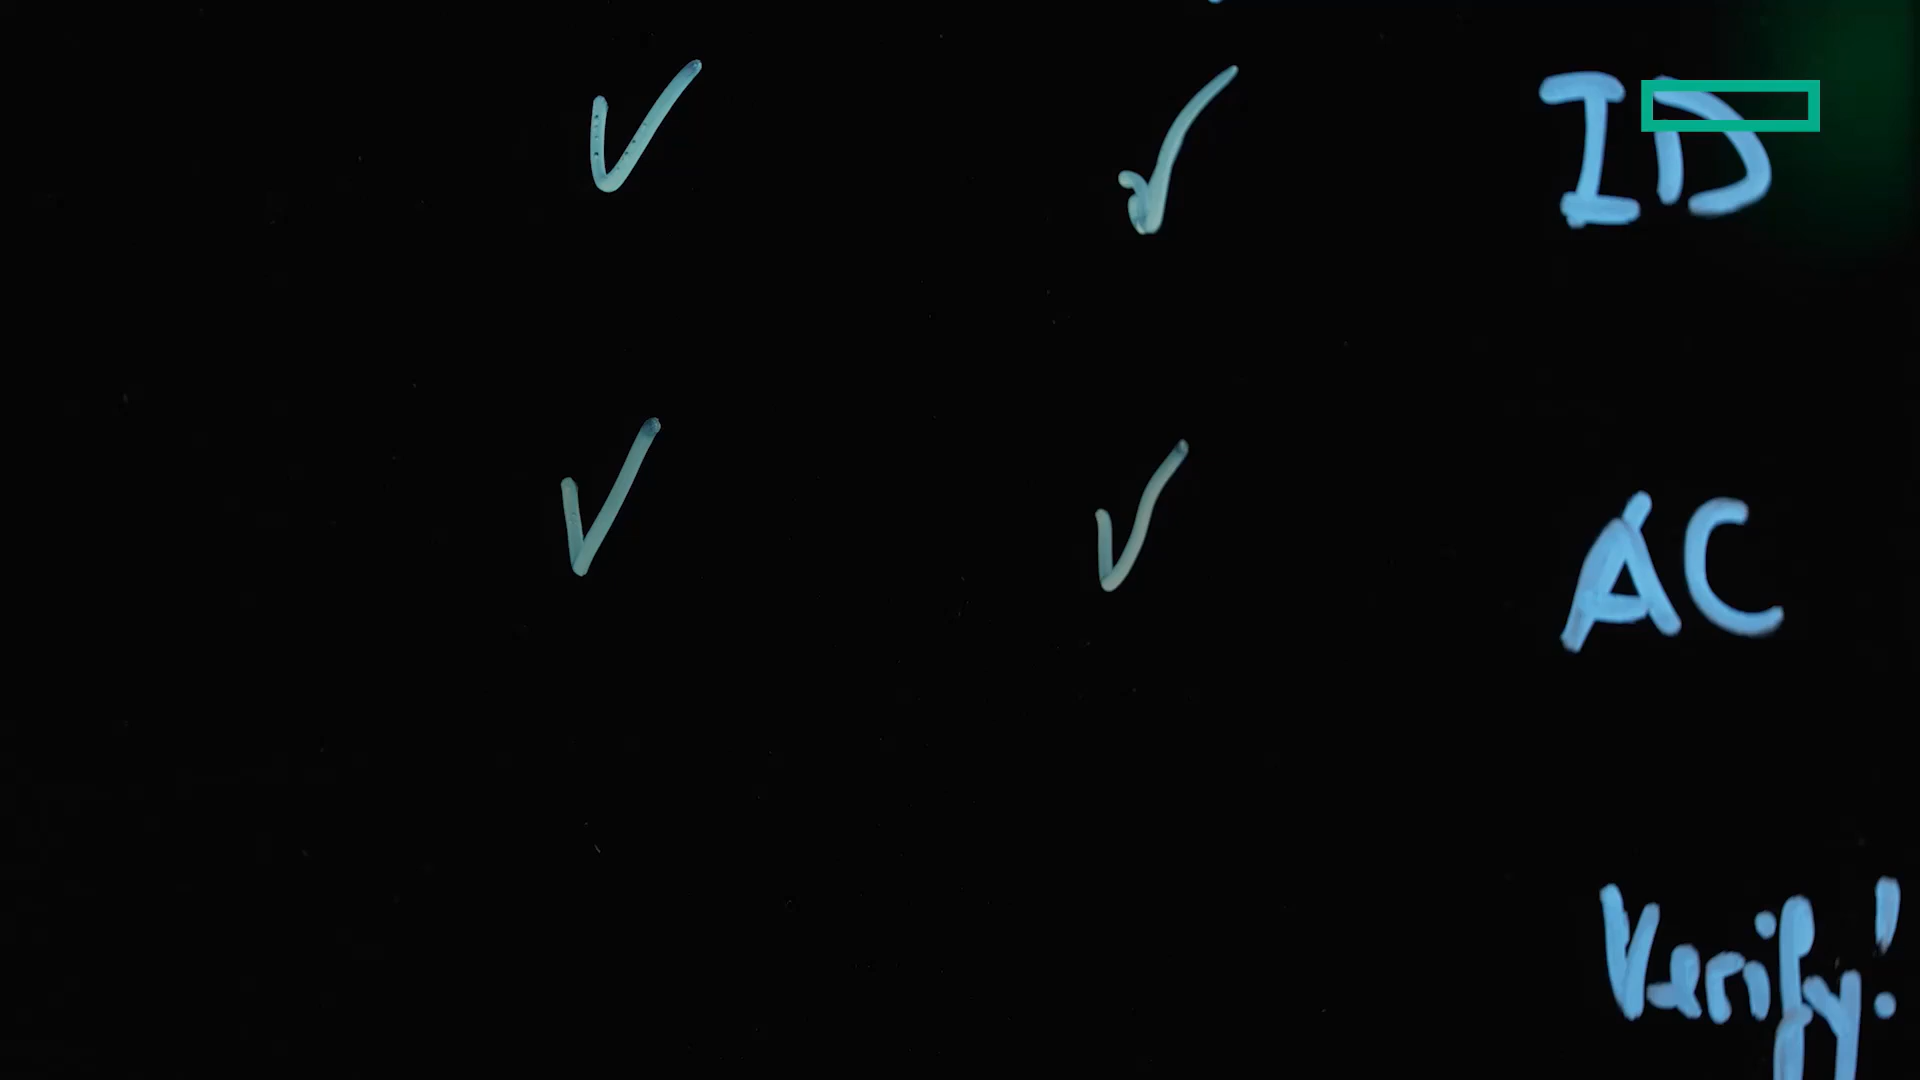 ✓ ✓ ID
✓ ✓ AC
Verify!